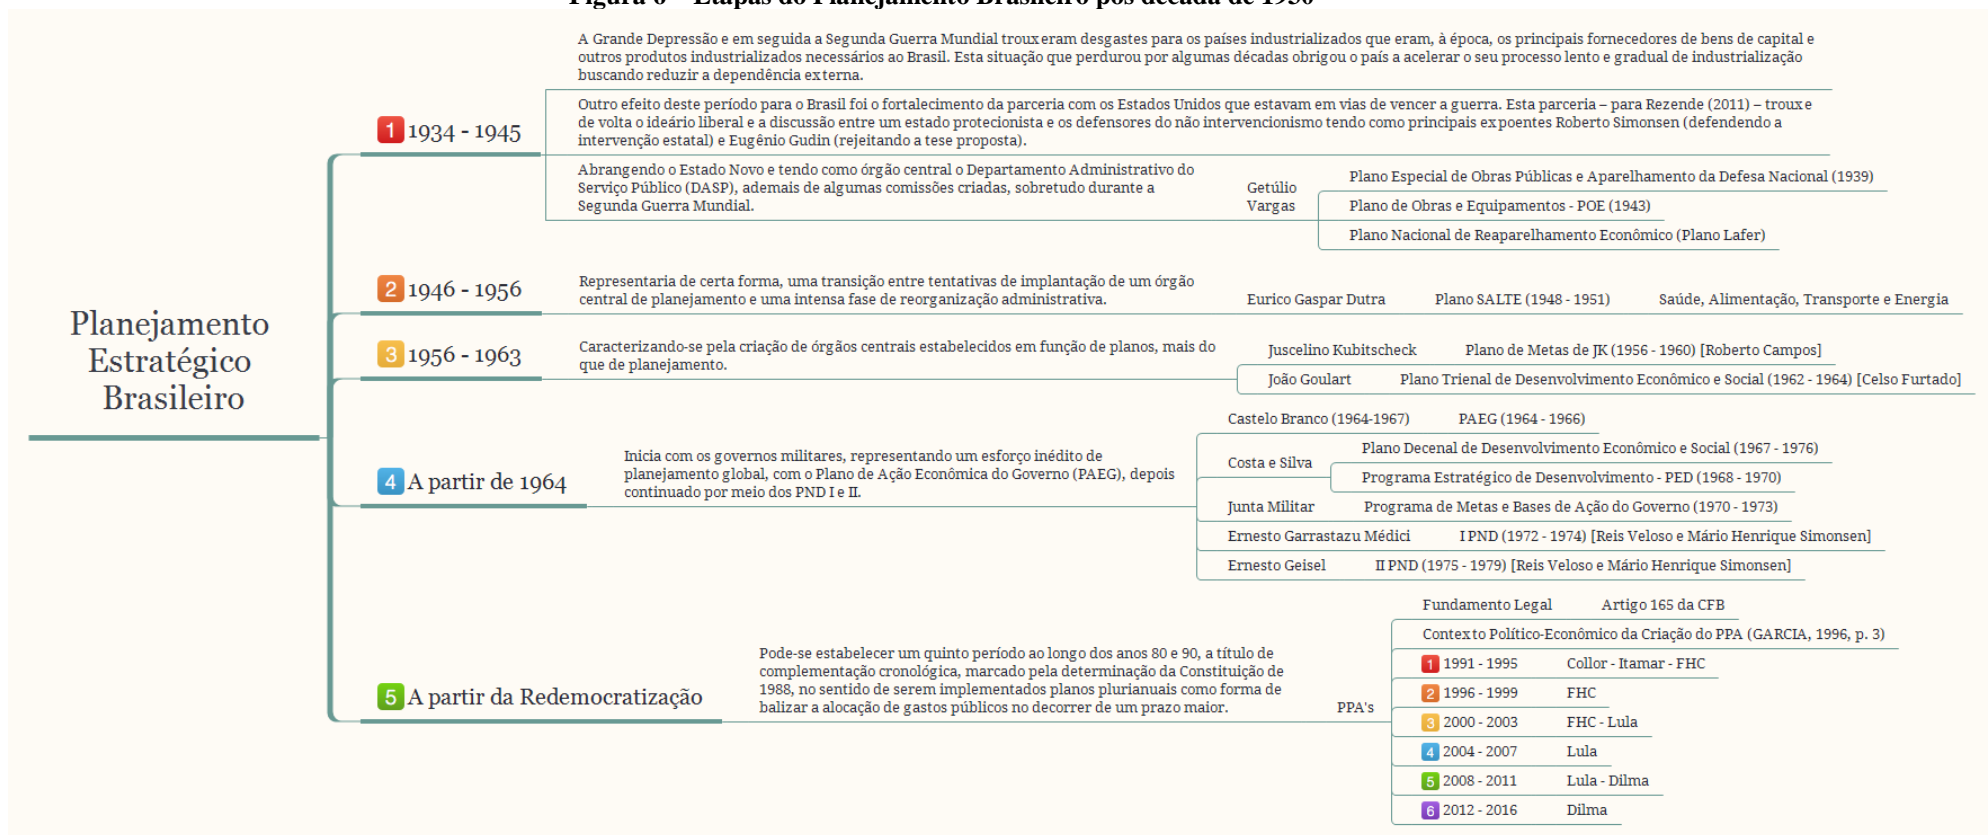 Figura 6 – Etapas do Planejamento Brasileiro pós década de 1930
Planejamento
Estratégico
Brasileiro
1 1934 - 1945
A Grande Depressão e em seguida a Segunda Guerra Mundial trouxeram desgastes para os países industrializados que eram, à época, os principais fornecedores de bens de capital e
outros produtos industrializados necessários ao Brasil. Esta situação que perdurou por algumas décadas obrigou o país a acelerar o seu processo lento e gradual de industrialização
buscando reduzir a dependência externa.
Outro efeito deste período para o Brasil foi o fortalecimento da parceria com os Estados Unidos que estavam em vias de vencer a guerra. Esta parceria – para Rezende (2011) – trouxe
de volta o ideário liberal e a discussão entre um estado protecionista e os defensores do não intervencionismo tendo como principais expoentes Roberto Simonsen (defendendo a
intervenção estatal) e Eugênio Gudin (rejeitando a tese proposta).
Abrangendo o Estado Novo e tendo como órgão central o Departamento Administrativo do
Serviço Público (DASP), ademais de algumas comissões criadas, sobretudo durante a
Segunda Guerra Mundial.
Getúlio
Vargas
Plano Especial de Obras Públicas e Aparelhamento da Defesa Nacional (1939)
Plano de Obras e Equipamentos - POE (1943)
Plano Nacional de Reaparelhamento Econômico (Plano Lafer)
2 1946 - 1956
Representaria de certa forma, uma transição entre tentativas de implantação de um órgão
central de planejamento e uma intensa fase de reorganização administrativa.
Eurico Gaspar Dutra
Plano SALTE (1948 - 1951)
Saúde, Alimentação, Transporte e Energia
3 1956 - 1963
Caracterizando-se pela criação de órgãos centrais estabelecidos em função de planos, mais do
que de planejamento.
Juscelino Kubitscheck
Plano de Metas de JK (1956 - 1960) [Roberto Campos]
João Goulart
Plano Trienal de Desenvolvimento Econômico e Social (1962 - 1964) [Celso Furtado]
4 A partir de 1964
Inicia com os governos militares, representando um esforço inédito de
planejamento global, com o Plano de Ação Econômica do Governo (PAEG), depois
continuado por meio dos PND I e II.
Castelo Branco (1964-1967)
PAEG (1964 - 1966)
Costa e Silva
Plano Decenal de Desenvolvimento Econômico e Social (1967 - 1976)
Programa Estratégico de Desenvolvimento - PED (1968 - 1970)
Junta Militar
Programa de Metas e Bases de Ação do Governo (1970 - 1973)
Ernesto Garrastazu Médici
I PND (1972 - 1974) [Reis Veloso e Mário Henrique Simonsen]
Ernesto Geisel
II PND (1975 - 1979) [Reis Veloso e Mário Henrique Simonsen]
5 A partir da Redemocratização
Pode-se estabelecer um quinto período ao longo dos anos 80 e 90, a título de
complementação cronológica, marcado pela determinação da Constituição de
1988, no sentido de serem implementados planos plurianuais como forma de
balizar a alocação de gastos públicos no decorrer de um prazo maior.
PPA's
Fundamento Legal
Artigo 165 da CFB
Contexto Político-Econômico da Criação do PPA (GARCIA, 1996, p. 3)
1 1991 - 1995
Collor - Itamar - FHC
2 1996 - 1999
FHC
3 2000 - 2003
FHC - Lula
4 2004 - 2007
Lula
5 2008 - 2011
Lula - Dilma
6 2012 - 2016
Dilma